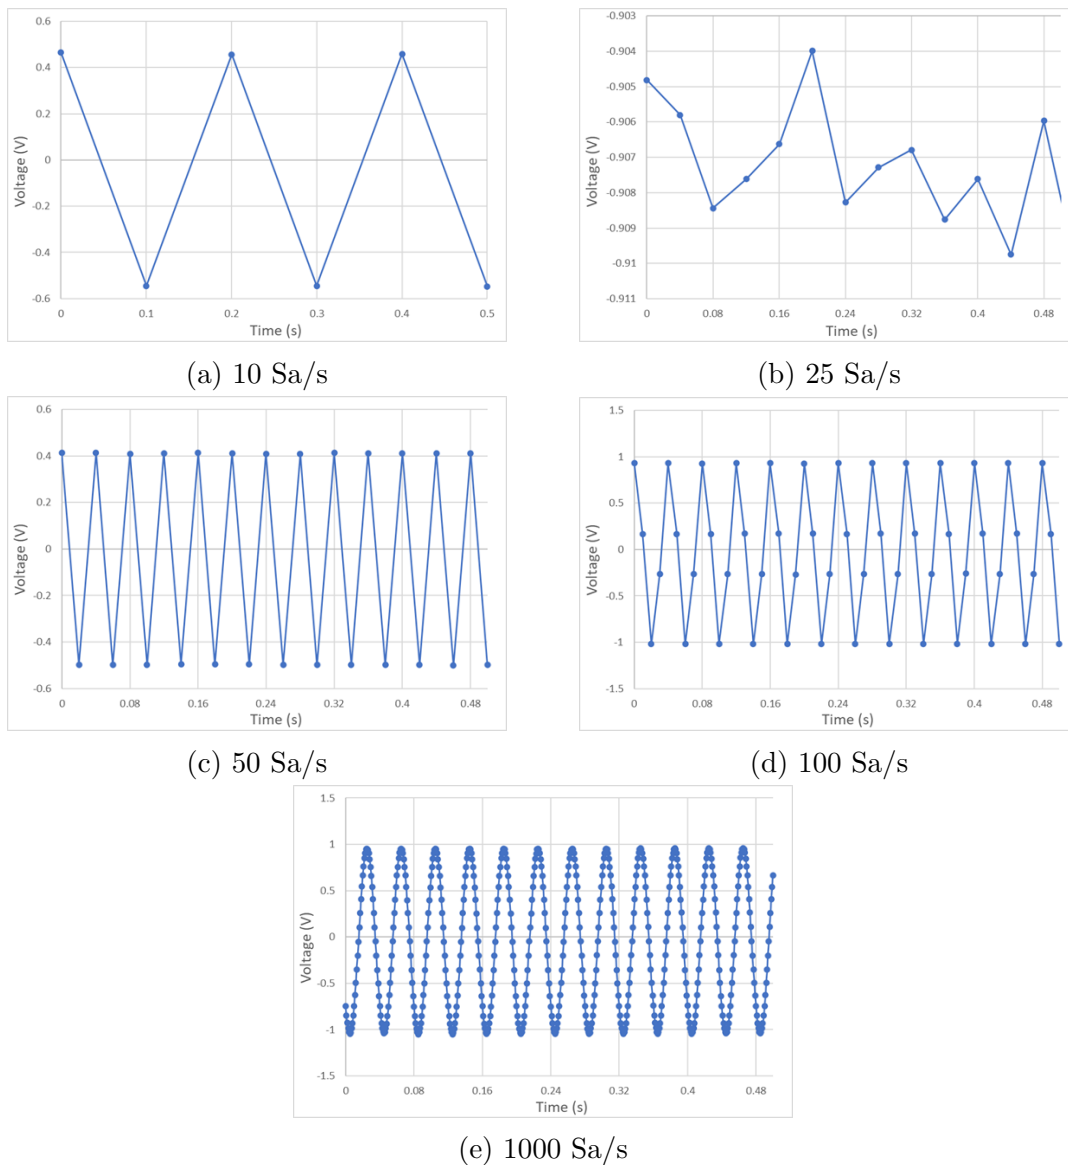 0.6
0.4
0.2
0
-0.2
-0.4
-0.6
Voltage (V)
0 0.1 0.2 0.3 0.4 0.5
Time (s)
(a) 10 Sa/s
-0.903
-0.904
-0.905
-0.906
-0.907
-0.908
-0.909
-0.91
-0.911
Voltage (V)
0 0.08 0.16 0.24 0.32 0.4 0.48
Time (s)
(b) 25 Sa/s
0.6
0.4
0.2
0
-0.2
-0.4
-0.6
Voltage (V)
0 0.08 0.16 0.24 0.32 0.4 0.48
Time (s)
(c) 50 Sa/s
1.5
1
0.5
0
-0.5
-1
-1.5
Voltage (V)
0 0.08 0.16 0.24 0.32 0.4 0.48
Time (s)
(d) 100 Sa/s
1.5
1
0.5
0
-0.5
-1
-1.5
Voltage (V)
0 0.08 0.16 0.24 0.32 0.4 0.48
Time (s)
(e) 1000 Sa/s